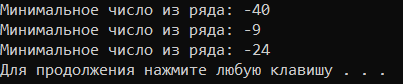 Минимальное число из ряда: -40
Минимальное число из ряда: -9
Минимальное число из ряда: -24
Для продолжения нажмите любую клавишу . . .